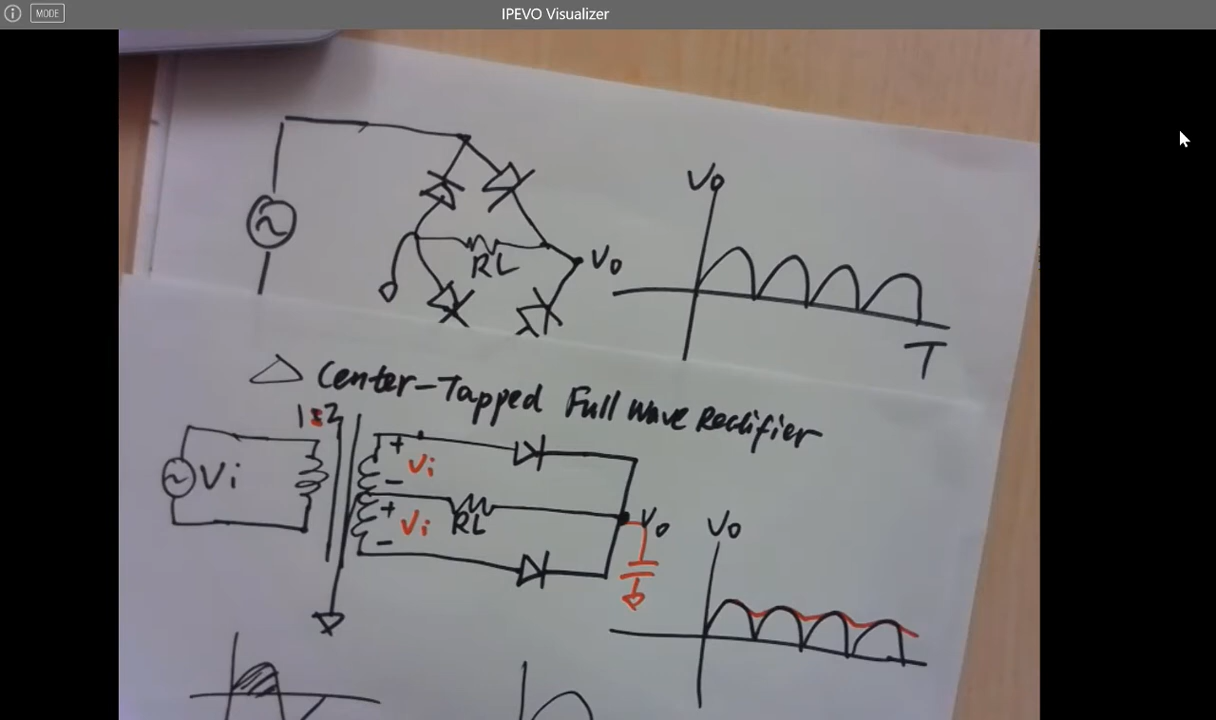 MODE
IPEVO Visualizer
Vo
RL
Vo
T
△ Center-Tapped Full Wave Rectifier
1:2
Vi
+
Vi
-
+
Vi
-
RL
Vo
Vo